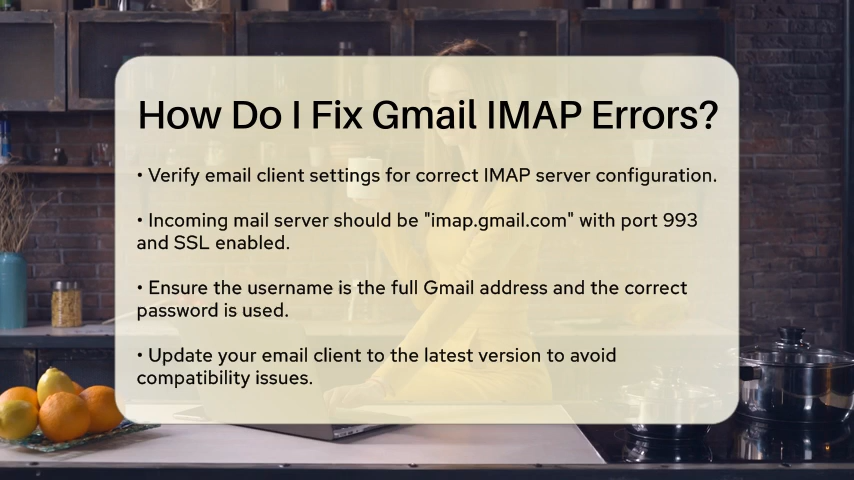 How Do I Fix Gmail IMAP Errors?
• Verify email client settings for correct IMAP server configuration.
• Incoming mail server should be "imap.gmail.com" with port 993
and SSL enabled.
• Ensure the username is the full Gmail address and the correct
password is used.
• Update your email client to the latest version to avoid
compatibility issues.